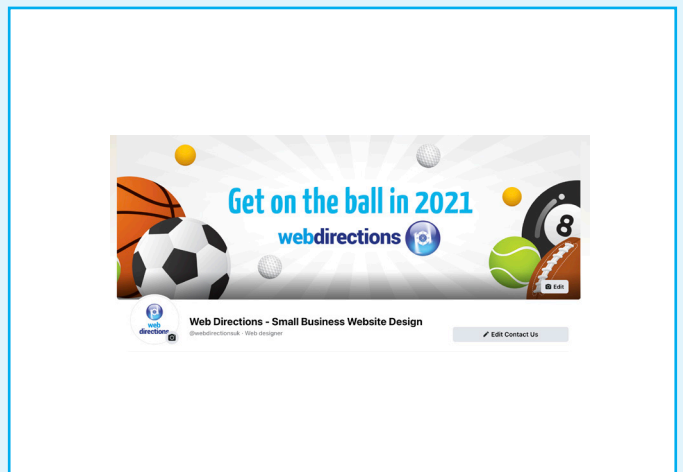 Get on the ball in 2021
webdirections
8
Edit
web
directions
Web Directions - Small Business Website Design
@webdirectionsuk · Web designer
Edit Contact Us